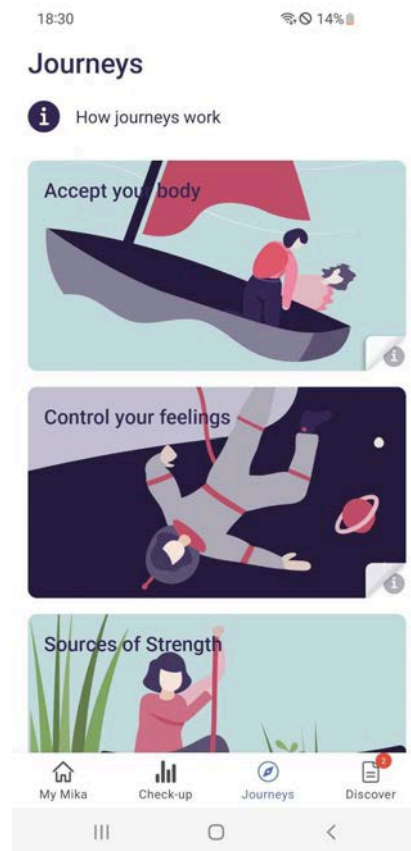 18:30
14%
Journeys
i How journeys work
Accept your body
i
Control your feelings
i
Sources of Strength
2
My Mika Check-up Journeys Discover